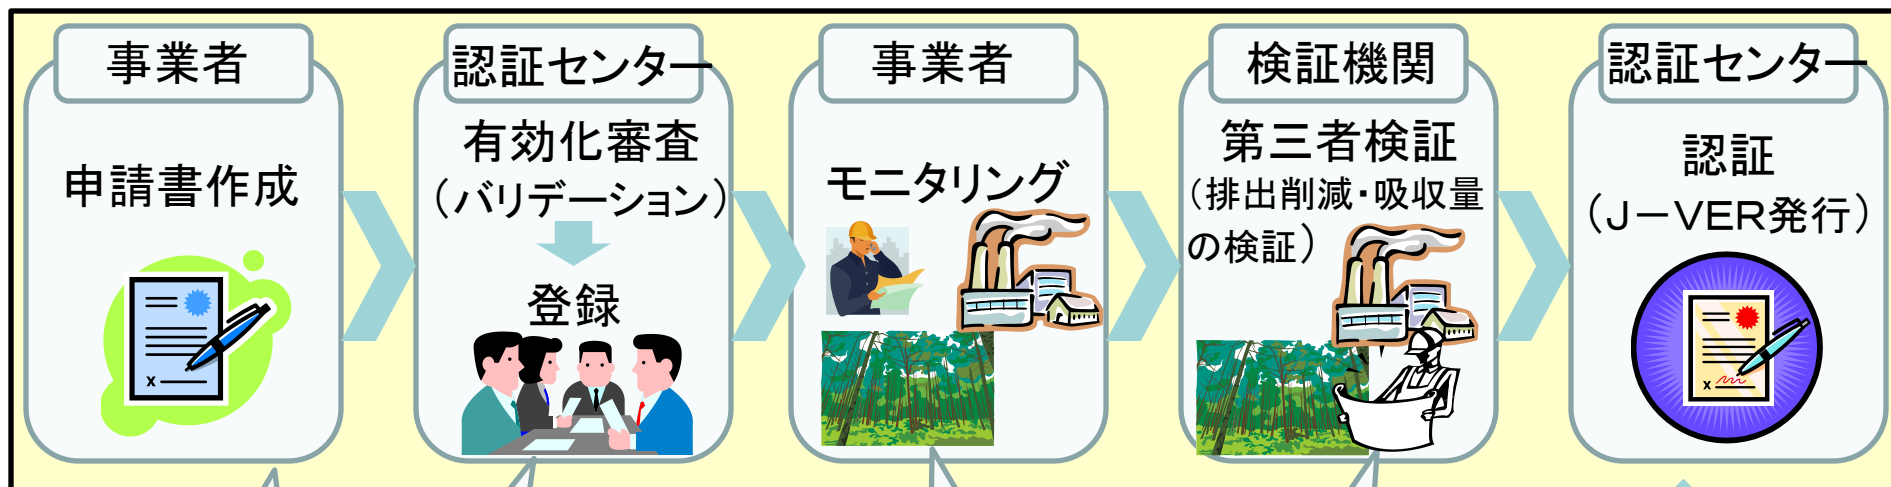 事業者
申請書作成
認証センター
有効化審査
（バリデーション）
登録
事業者
モニタリング
検証機関
第三者検証
（排出削減・吸収量
の検証）
認証センター
認証
（J－VER発行）
x
x